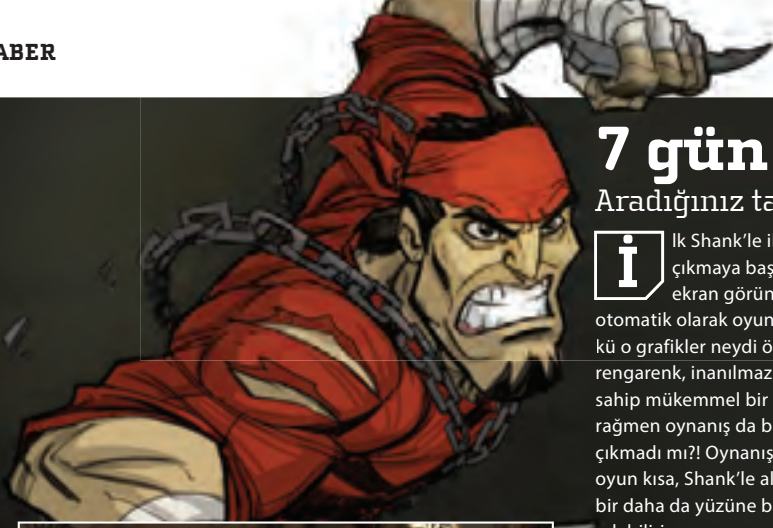 ABER
7 gün
Aradığınız ta
İlk Shank’le il
çıkmaya baş
ekran görün
otomatik olarak oyun
kü o grafikler neydi ö
rengarenk, inanılmaz
sahip mükemmel bir
rağmen oynanış da b
çıkmadı mı?! Oynanış
oyun kısa, Shank’le al
bir daha da yüzüne b